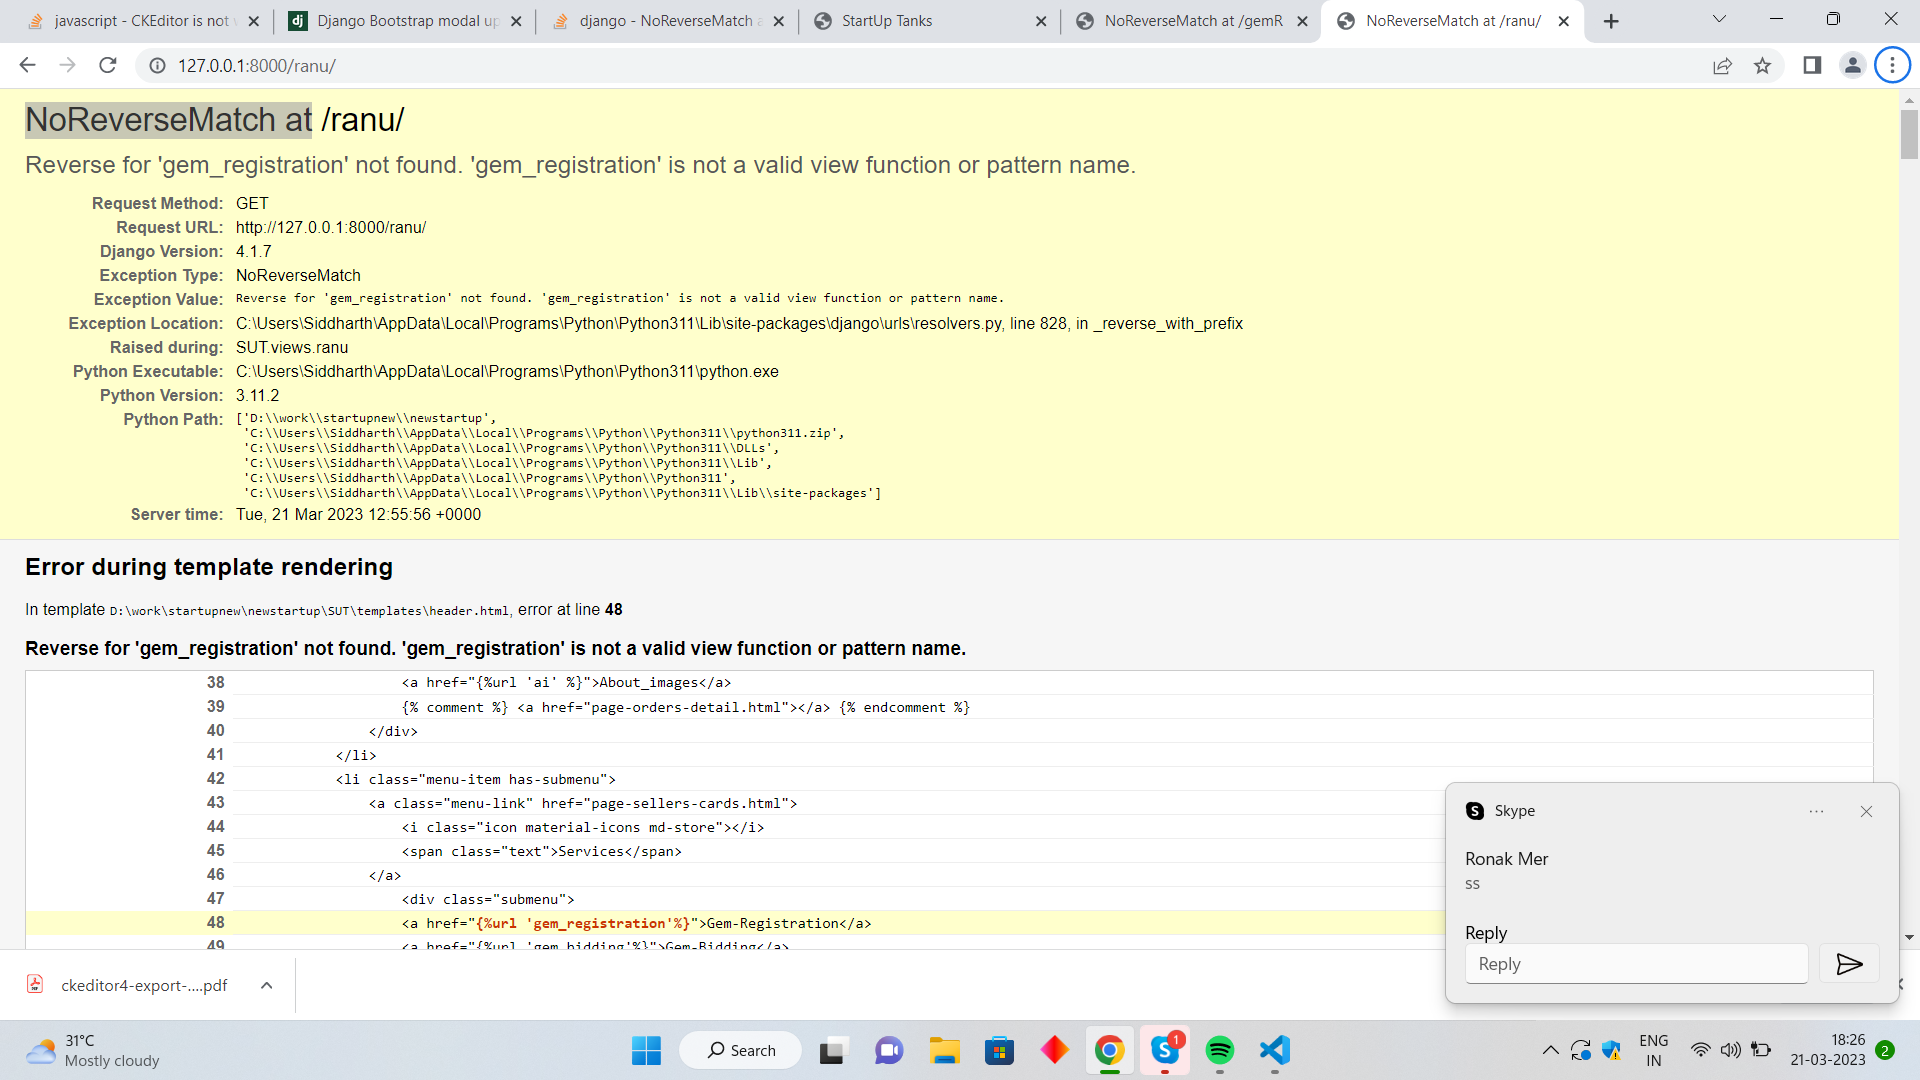 javascript - CKEditor is not
Django Bootstrap modal up
django - NoReverseMatch a
StartUp Tanks
NoReverseMatch at /gemR
NoReverseMatch at /ranu/
127.0.0.1:8000/ranu/
NoReverseMatch at /ranu/
Reverse for 'gem_registration' not found. 'gem_registration' is not a valid view function or pattern name.
Request Method: GET
Request URL: http://127.0.0.1:8000/ranu/
Django Version: 4.1.7
Exception Type: NoReverseMatch
Exception Value: Reverse for 'gem_registration' not found. 'gem_registration' is not a valid view function or pattern name.
Exception Location: C:\Users\Siddharth\AppData\Local\Programs\Python\Python311\Lib\site-packages\django\urls\resolvers.py, line 828, in _reverse_with_prefix
Raised during: SUT.views.ranu
Python Executable: C:\Users\Siddharth\AppData\Local\Programs\Python\Python311\python.exe
Python Version: 3.11.2
Python Path: ['D:\\work\\startupnew\\newstartup',
'C:\\Users\\Siddharth\\AppData\\Local\\Programs\\Python\\Python311\\python311.zip',
'C:\\Users\\Siddharth\\AppData\\Local\\Programs\\Python\\Python311\\DLLs',
'C:\\Users\\Siddharth\\AppData\\Local\\Programs\\Python\\Python311\\Lib',
'C:\\Users\\Siddharth\\AppData\\Local\\Programs\\Python\\Python311',
'C:\\Users\\Siddharth\\AppData\\Local\\Programs\\Python\\Python311\\Lib\\site-packages']
Server time: Tue, 21 Mar 2023 12:55:56 +0000
Error during template rendering
In template D:\work\startupnew\newstartup\SUT\templates\header.html, error at line 48
Reverse for 'gem_registration' not found. 'gem_registration' is not a valid view function or pattern name.
38 <a href="{%url 'ai' %}">About_images</a>
39 {% comment %} <a href="page-orders-detail.html"></a> {% endcomment %}
40 </div>
41 </li>
42 <li class="menu-item has-submenu">
43 <a class="menu-link" href="page-sellers-cards.html">
44 <i class="icon material-icons md-store"></i>
45 <span class="text">Services</span>
46 </a>
47 <div class="submenu">
48 <a href="{%url 'gem_registration'%}">Gem-Registration</a>
49 <a href="{%url 'gem_bidding'%}">Gem-Bidding</a>
Skype
Ronak Mer
ss
Reply
Reply
ckeditor4-export-....pdf
31°C
Mostly cloudy
Search
1
ENG
IN
18:26
21-03-2023
2